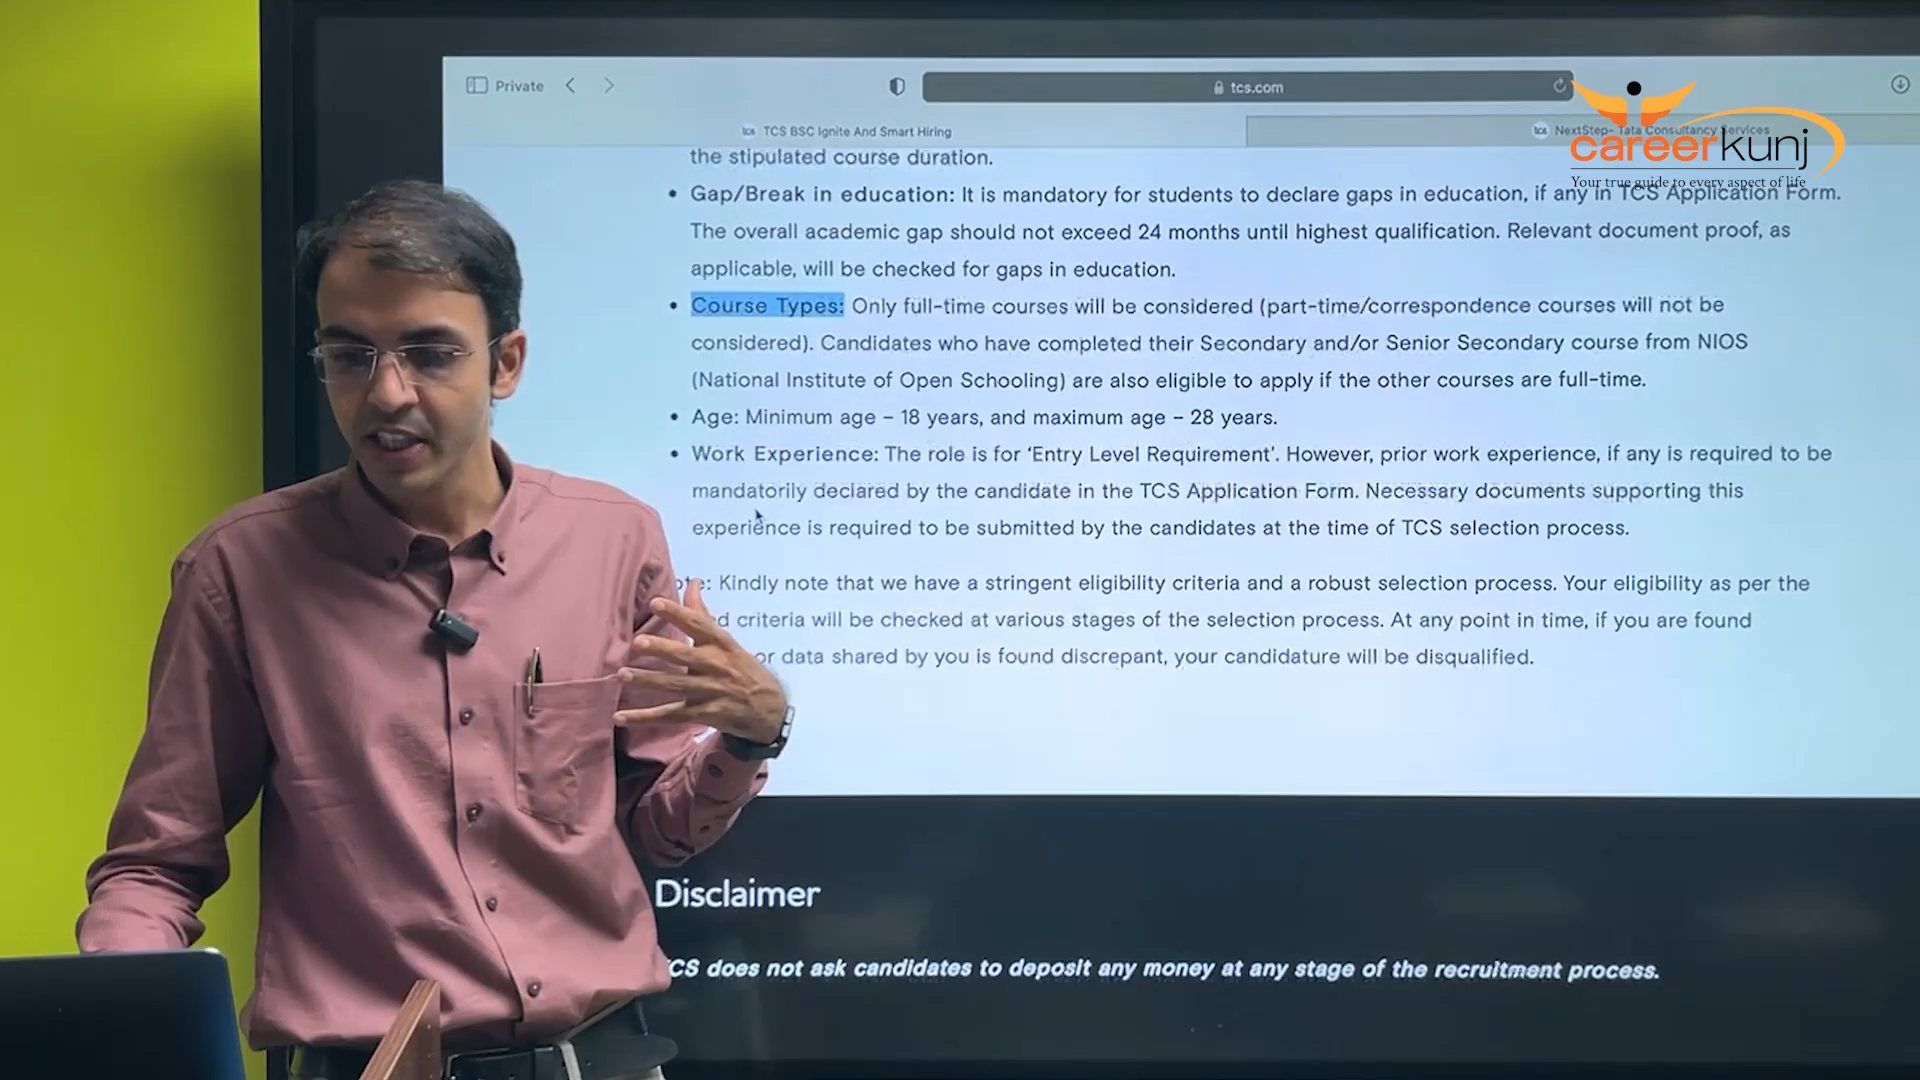 Private
tcs.com
TCS BSC Ignite And Smart Hiring
NextStep- Tata Consultancy Services
careerkunj
Your true guide to every aspect of life
the stipulated course duration.
• Gap/Break in education: It is mandatory for students to declare gaps in education, if any in TCS Application Form.
The overall academic gap should not exceed 24 months until highest qualification. Relevant document proof, as
applicable, will be checked for gaps in education.
• Course Types: Only full-time courses will be considered (part-time/correspondence courses will not be
considered). Candidates who have completed their Secondary and/or Senior Secondary course from NIOS
(National Institute of Open Schooling) are also eligible to apply if the other courses are full-time.
• Age: Minimum age – 18 years, and maximum age – 28 years.
• Work Experience: The role is for ‘Entry Level Requirement’. However, prior work experience, if any is required to be
mandatorily declared by the candidate in the TCS Application Form. Necessary documents supporting this
experience is required to be submitted by the candidates at the time of TCS selection process.
Kindly note that we have a stringent eligibility criteria and a robust selection process. Your eligibility as per the
criteria will be checked at various stages of the selection process. At any point in time, if you are found
or data shared by you is found discrepant, your candidature will be disqualified.
Disclaimer
TCS does not ask candidates to deposit any money at any stage of the recruitment process.